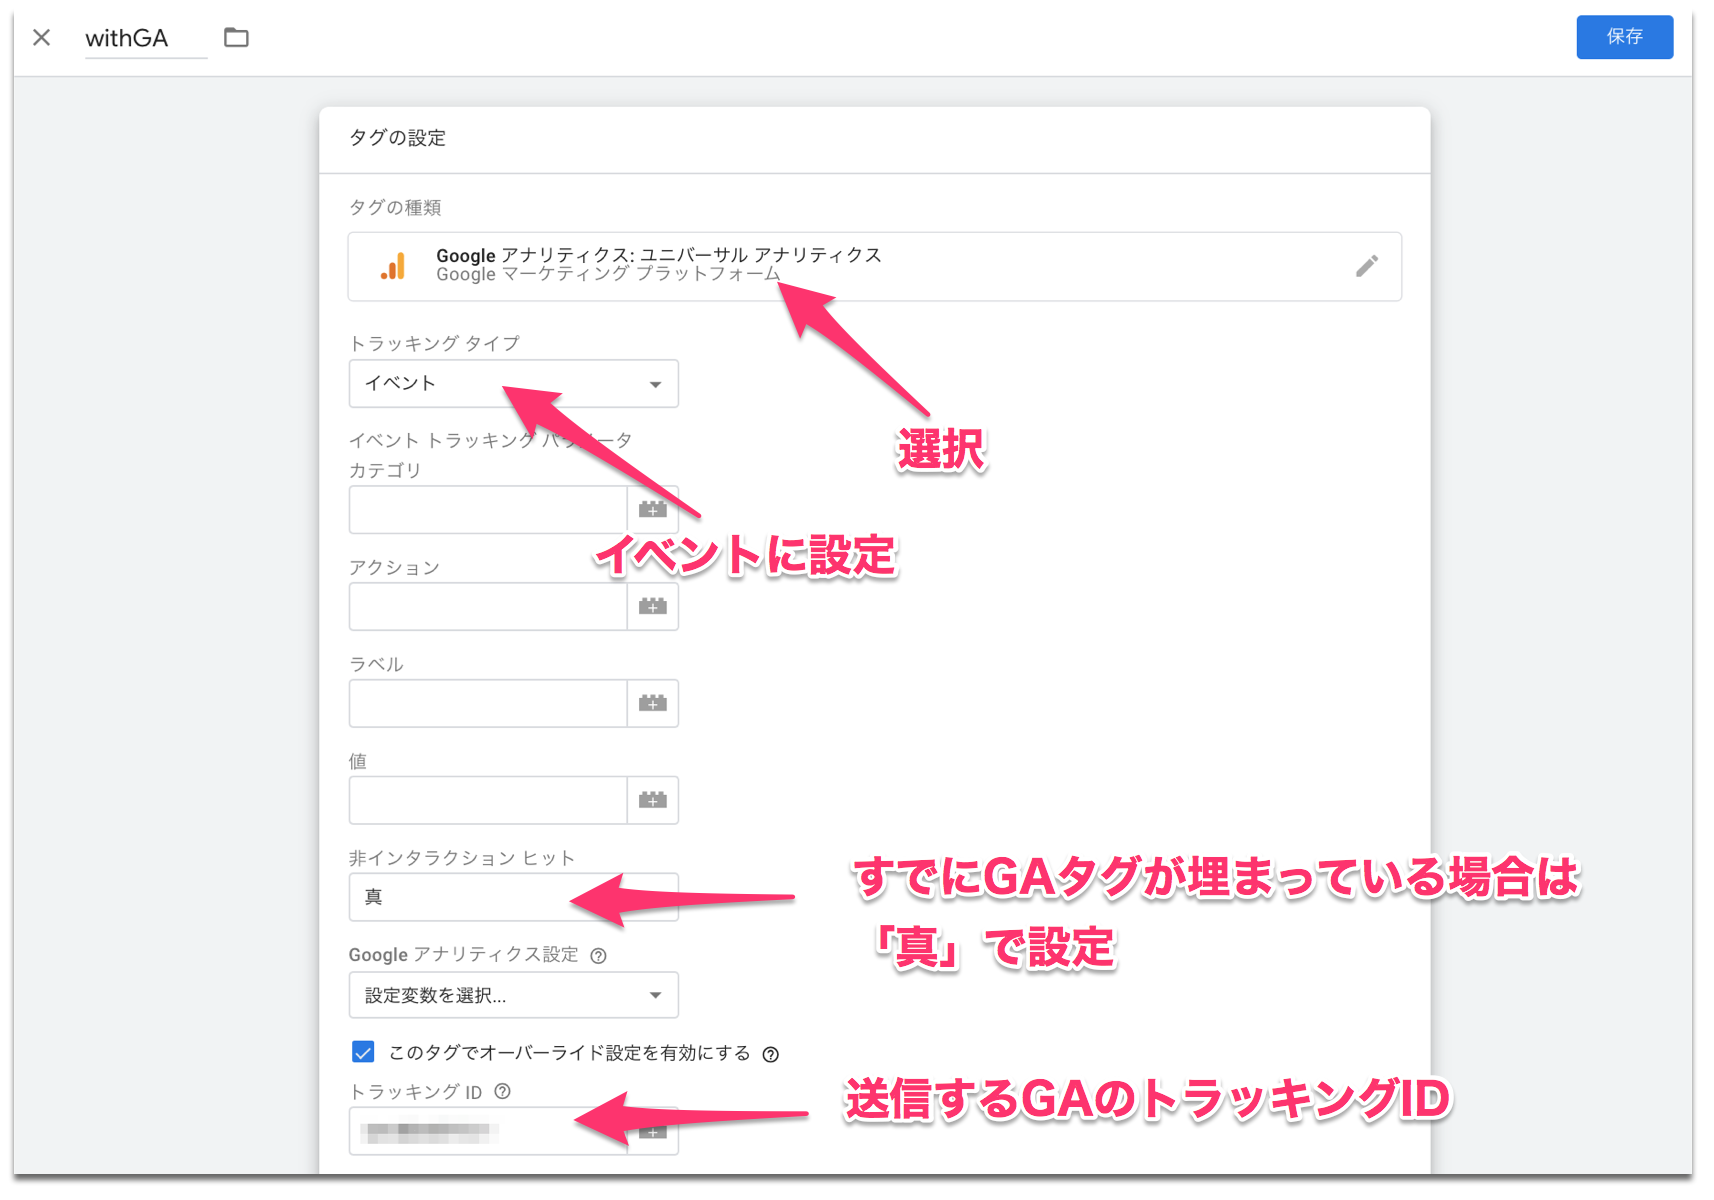 withGA
保存
タグの設定
タグの種類
Google アナリティクス: ユニバーサル アナリティクス
Google マーケティング プラットフォーム
トラッキング タイプ
イベント
選択
イベント トラッキング パラメータ
カテゴリ
イベントに設定
アクション
ラベル
値
非インタラクション ヒット
真
すでにGAタグが埋まっている場合は
「真」で設定
Google アナリティクス設定
設定変数を選択...
このタグでオーバーライド設定を有効にする
トラッキング ID
送信するGAのトラッキングID